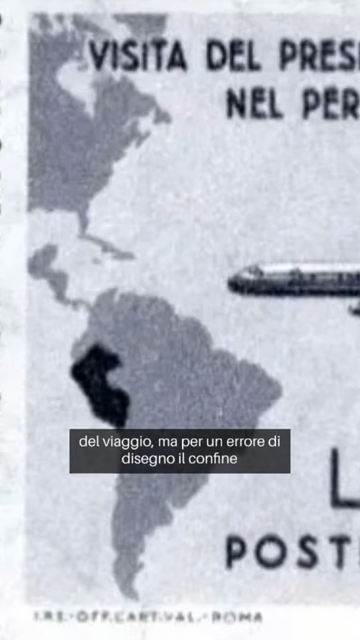 VISITA DEL PRES
NEL PER
L
POST
del viaggio, ma per un errore di
disegno il confine
I.P.S.-OFF.CART.VAL.-ROMA